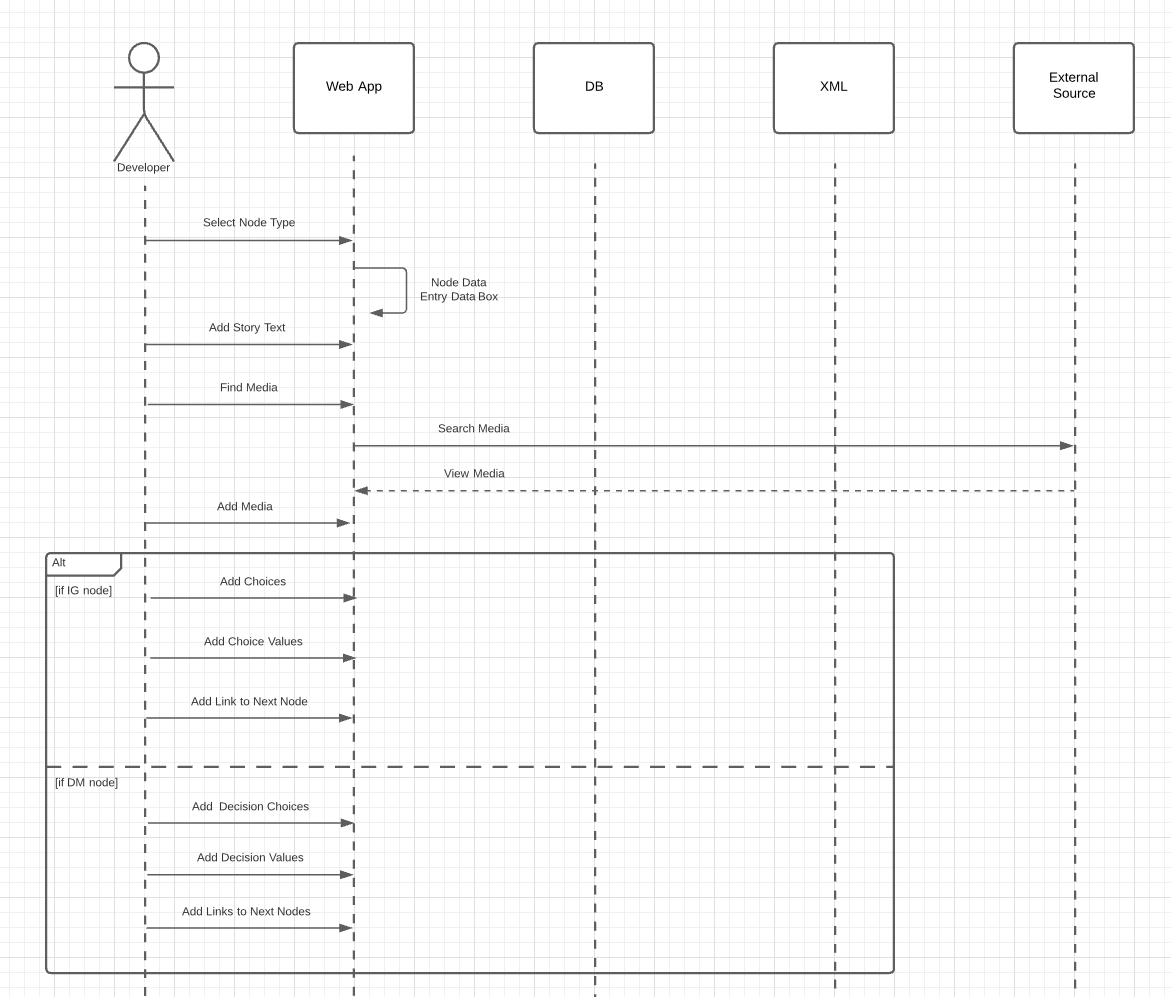 Web App
DB
XML
External
Source
Developer
Select Node Type
Node Data
Entry Data Box
Add Story Text
Find Media
Search Media
View Media
Add Media
Alt
[if IG node]
Add Choices
Add Choice Values
Add Link to Next Node
[if DM node]
Add Decision Choices
Add Decision Values
Add Links to Next Nodes